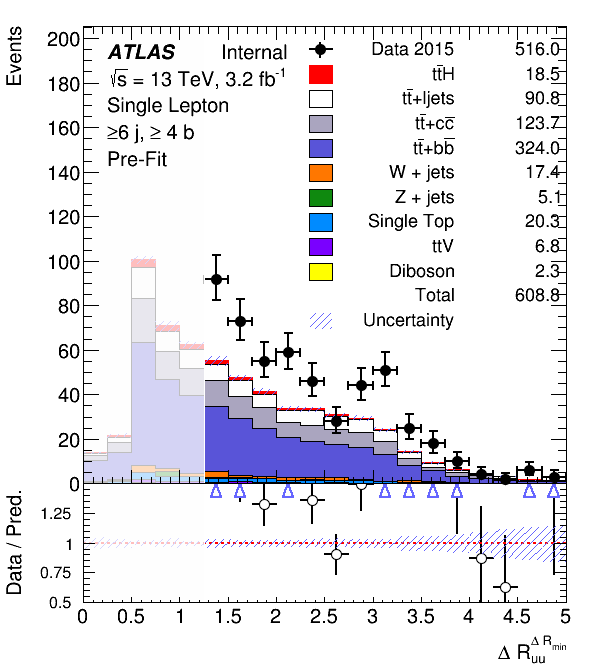 Events
200
180
160
140
120
100
80
60
40
20
0
ATLAS Internal
√s = 13 TeV, 3.2 fb⁻¹
Single Lepton
≥6 j, ≥ 4 b
Pre-Fit
Data 2015 516.0
tt̄H 18.5
tt̄+ljets 90.8
tt̄+cc̄ 123.7
tt̄+bb̄ 324.0
W + jets 17.4
Z + jets 5.1
Single Top 20.3
ttV 6.8
Diboson 2.3
Total 608.8
Uncertainty
Data / Pred.
1.25
1
0.75
0.5
0 0.5 1 1.5 2 2.5 3 3.5 4 4.5 5
Δ R_uu^Δ R_min